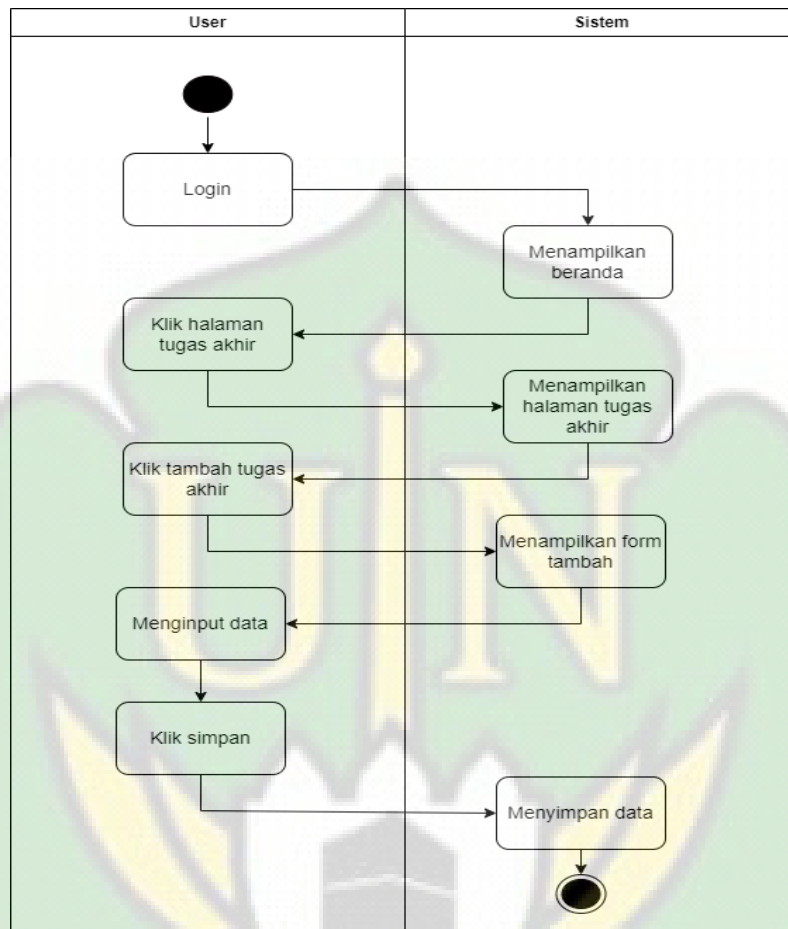 User
Sistem
Login
Menampilkan
beranda
Klik halaman
tugas akhir
Menampilkan
halaman tugas
akhir
Klik tambah tugas
akhir
Menampilkan form
tambah
Menginput data
Klik simpan
Menyimpan data
UIN